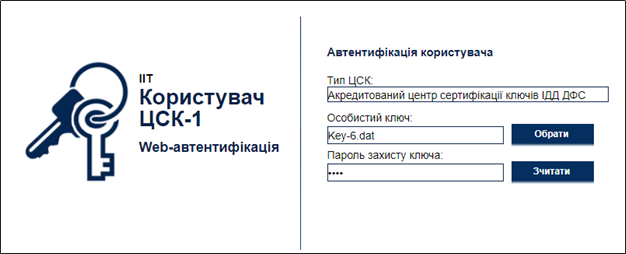 ІІТ
Користувач
ЦСК-1
Web-автентифікація
Автентифікація користувача
Тип ЦСК:
Акредитований центр сертифікації ключів ІДД ДФС
Особистий ключ:
Key-6.dat
Обрати
Пароль захисту ключа:
••••
Зчитати